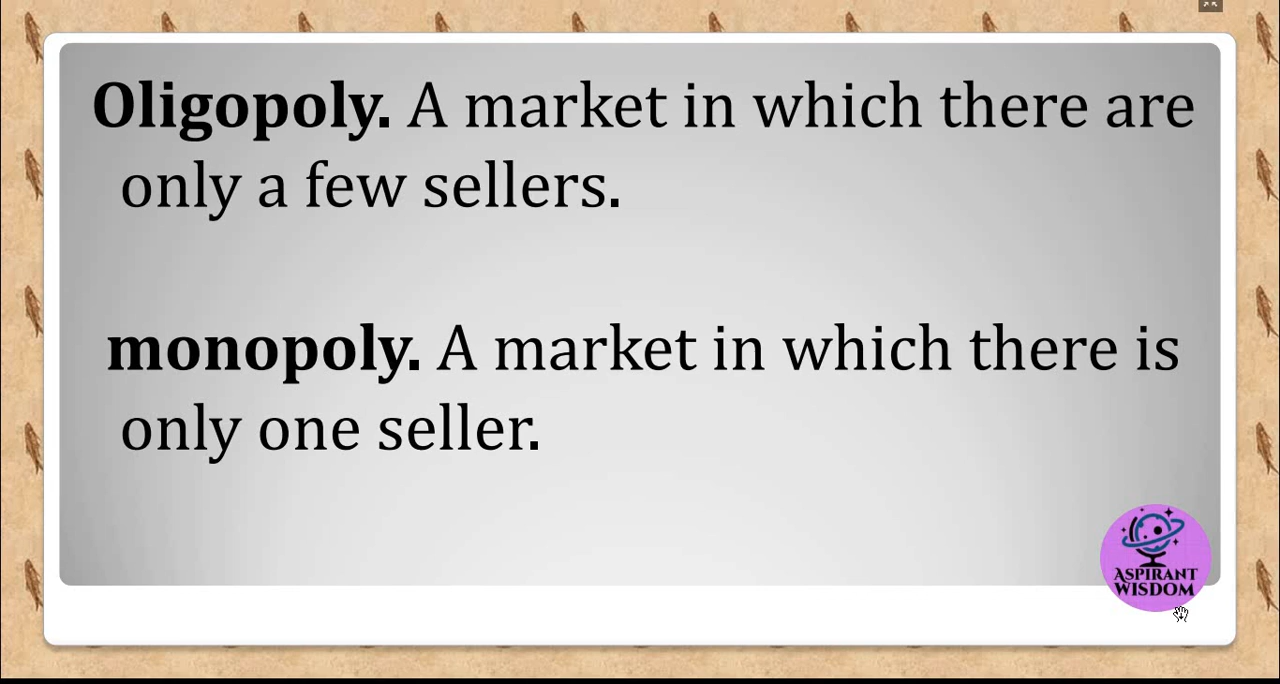 Oligopoly. A market in which there are
only a few sellers.
monopoly. A market in which there is
only one seller.
ASPIRANT
WISDOM